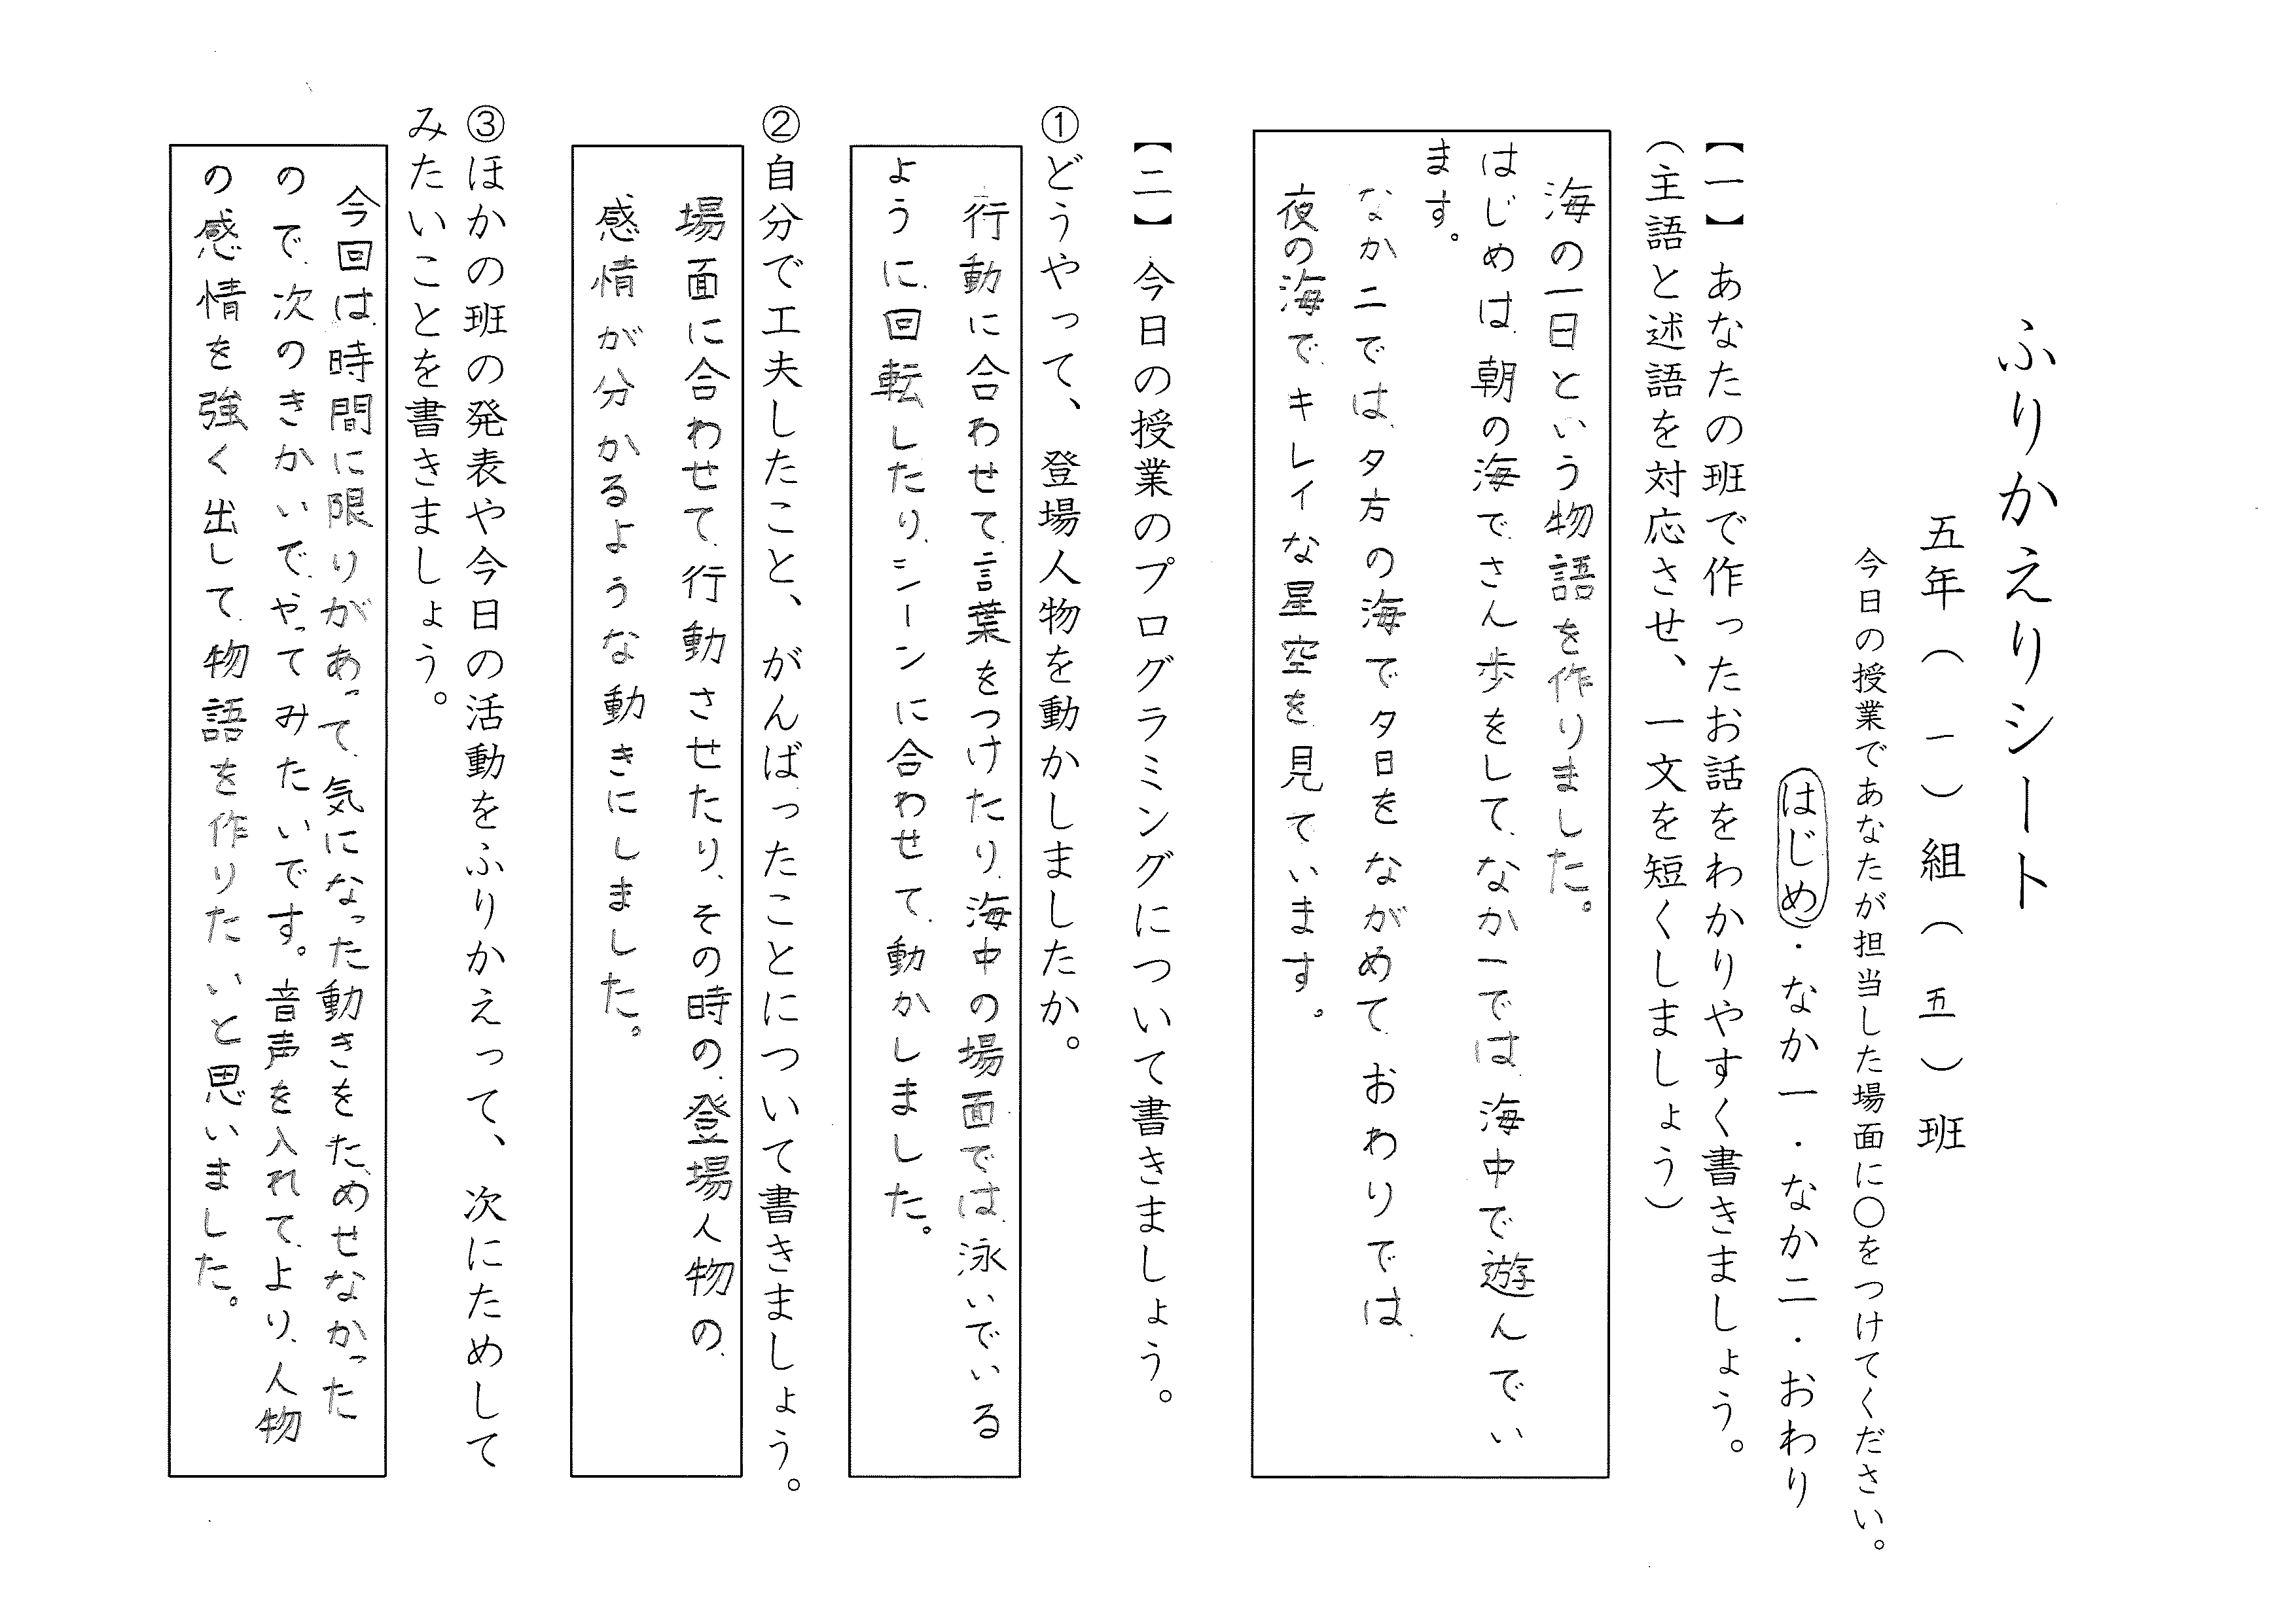 ふりかえりシート
五年（一）組（五）班
今日の授業であなたが担当した場面に〇をつけてください。
はじめ・なか一・なか二・おわり
【一】あなたの班で作ったお話をわかりやすく書きましょう。
（主語と述語を対応させ、一文を短くしましょう）
海の一日という物語を作りました。
はじめは、朝の海でさん歩をして、なか一では、海中で遊んでい
ます。
なか二では、夕方の海で夕日をながめて、おわりでは、
夜の海で、キレイな星空を見ています。
【二】今日の授業のプログラミングについて書きましょう。
①どうやって、登場人物を動かしましたか。
行動に合わせて、言葉をつけたり、海中の場面では、泳いでいる
ように、回転したり、シーンに合わせて、動かしました。
②自分で工夫したこと、がんばったことについて書きましょう。
場面に合わせて、行動させたり、その時の、登場人物の、
感情が分かるような動きにしました。
③ほかの班の発表や今日の活動をふりかえって、次にためして
みたいことを書きましょう。
今回は、時間に限りがあって、気になった動きをた、めせなかった
ので、次のきかいで、やってみたいです。音声を入れて、より、人物
の感情を強く出して、物語を作りたいと思いました。